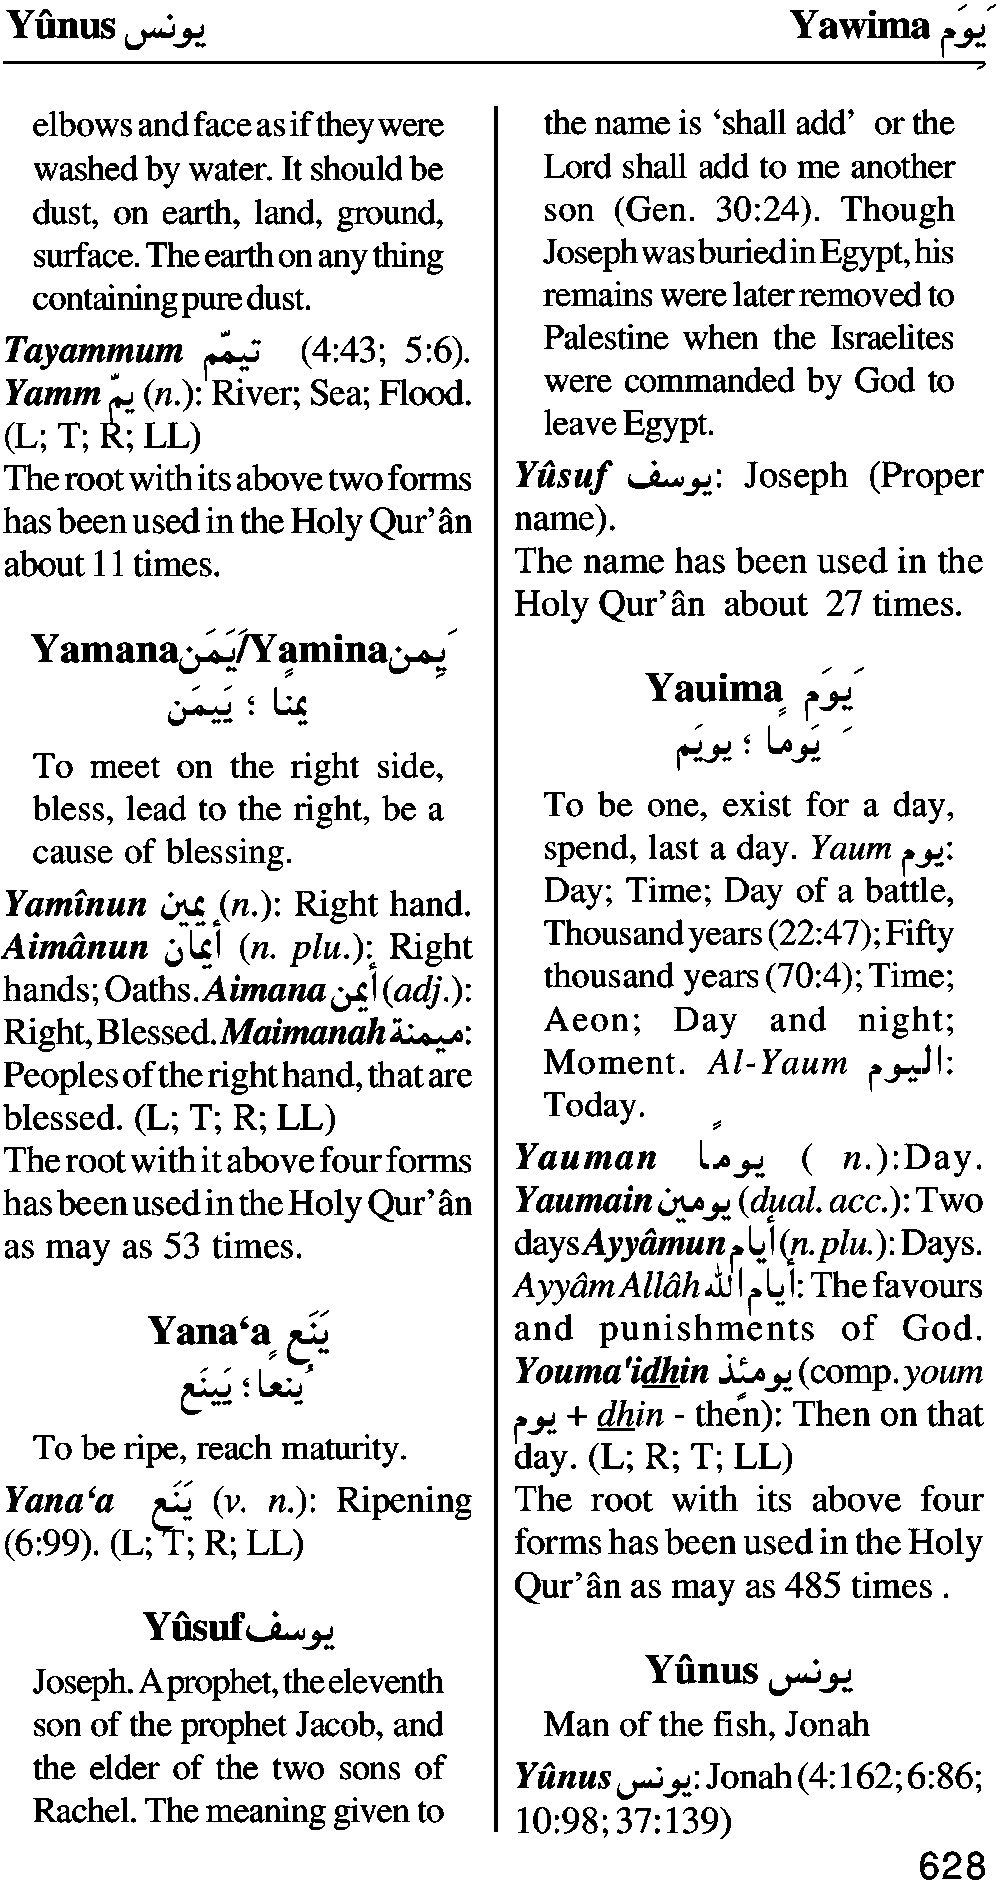 Yûnus يونس Yawima يَوِمَ
elbows and face as if they were
washed by water. It should be
dust, on earth, land, ground,
surface. The earth on any thing
containing pure dust.
Tayammum تيمّم (4:43; 5:6).
Yamm يمّ (n.): River; Sea; Flood.
(L; T; R; LL)
The root with its above two forms
has been used in the Holy Qur’ân
about 11 times.
Yamana يَمَنَ/Yamina يَمِنَ
يمناً ؛ يَيمَن
To meet on the right side,
bless, lead to the right, be a
cause of blessing.
Yamînun يمين (n.): Right hand.
Aimânun أيمان (n. plu.): Right
hands; Oaths. Aimana أيمن (adj.):
Right, Blessed. Maimanah ميمنة:
Peoples of the right hand, that are
blessed. (L; T; R; LL)
The root with it above four forms
has been used in the Holy Qur’ân
as may as 53 times.
Yana‘a يَنَع
يَنعاً ؛ يَينَع
To be ripe, reach maturity.
Yana‘a يَنَع (v. n.): Ripening
(6:99). (L; T; R; LL)
Yûsuf يوسف
Joseph. A prophet, the eleventh
son of the prophet Jacob, and
the elder of the two sons of
Rachel. The meaning given to
the name is ‘shall add’ or the
Lord shall add to me another
son (Gen. 30:24). Though
Joseph was buried in Egypt, his
remains were later removed to
Palestine when the Israelites
were commanded by God to
leave Egypt.
Yûsuf يوسف: Joseph (Proper
name).
The name has been used in the
Holy Qur’ân about 27 times.
Yauima يَوِمَ
يَوماً ؛ يويَم
To be one, exist for a day,
spend, last a day. Yaum يوم:
Day; Time; Day of a battle,
Thousand years (22:47); Fifty
thousand years (70:4); Time;
Aeon; Day and night;
Moment. Al-Yaum اليوم:
Today.
Yauman يوماً ( n.):Day.
Yaumain يومين (dual. acc.): Two
days Ayyâmun أيام (n. plu.): Days.
Ayyâm Allâh أيام الله: The favours
and punishments of God.
Youma'idhin يومئِذ (comp. youm
يوم + dhin - then): Then on that
day. (L; R; T; LL)
The root with its above four
forms has been used in the Holy
Qur’ân as may as 485 times .
Yûnus يونس
Man of the fish, Jonah
Yûnus يونس: Jonah (4:162; 6:86;
10:98; 37:139)
628